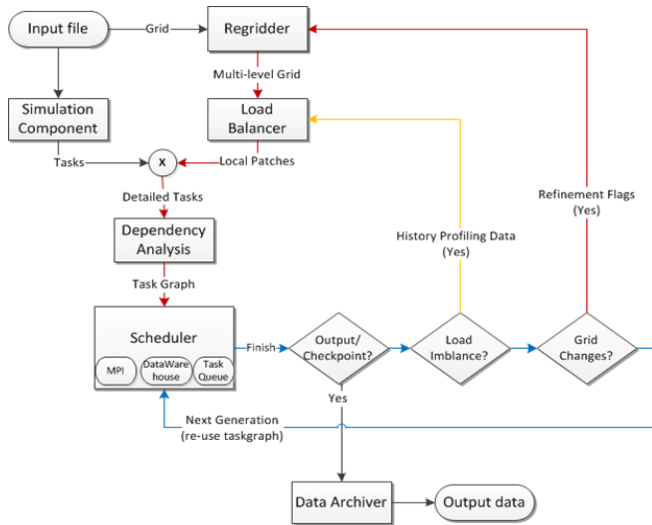 Input file
Grid
Regridder
Multi-level Grid
Simulation
Component
Load
Balancer
Tasks
X
Local Patches
Detailed Tasks
Dependency
Analysis
Task Graph
Refinement Flags
(Yes)
History Profiling Data
(Yes)
Scheduler
MPI
DataWare
house
Task
Queue
Finish
Output/
Checkpoint?
Load
Imblance?
Grid
Changes?
Yes
Next Generation
(re-use taskgraph)
Data Archiver
Output data